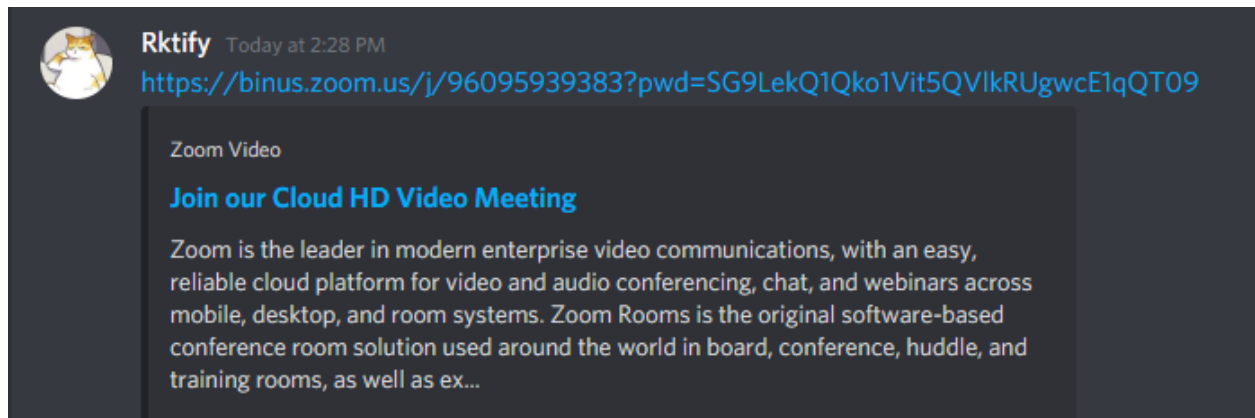 Rktify Today at 2:28 PM
https://binus.zoom.us/j/96095939383?pwd=SG9LekQ1Qko1Vit5QVlkRUgwcE1qQT09
Zoom Video
Join our Cloud HD Video Meeting
Zoom is the leader in modern enterprise video communications, with an easy,
reliable cloud platform for video and audio conferencing, chat, and webinars across
mobile, desktop, and room systems. Zoom Rooms is the original software-based
conference room solution used around the world in board, conference, huddle, and
training rooms, as well as ex...